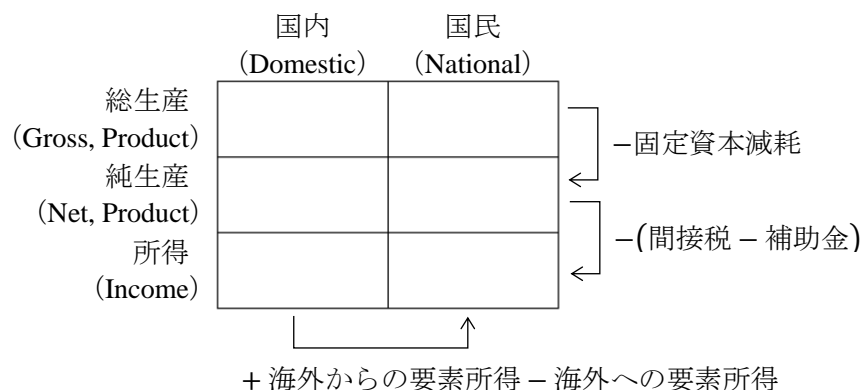 国内 国民
(Domestic) (National)
総生産
(Gross, Product)
純生産
(Net, Product)
所得
(Income)
−固定資本減耗
−(間接税 − 補助金)
+ 海外からの要素所得 − 海外への要素所得